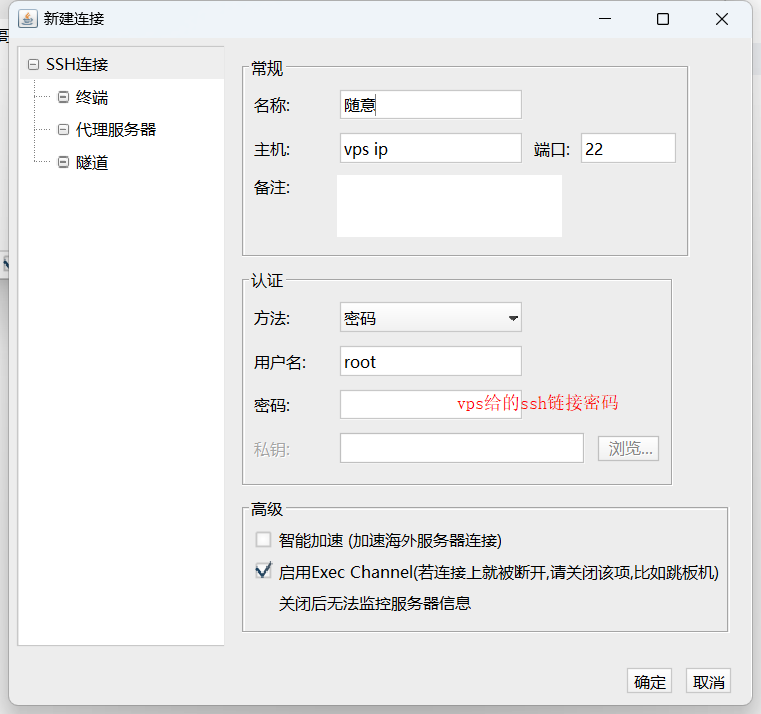 新建连接
SSH连接
终端
代理服务器
隧道
常规
名称: 随意
主机: vps ip 端口: 22
备注:
认证
方法: 密码
用户名: root
密码: vps给的ssh链接密码
私钥: 浏览...
高级
智能加速 (加速海外服务器连接)
启用Exec Channel(若连接上就被断开,请关闭该项,比如跳板机)
关闭后无法监控服务器信息
确定 取消